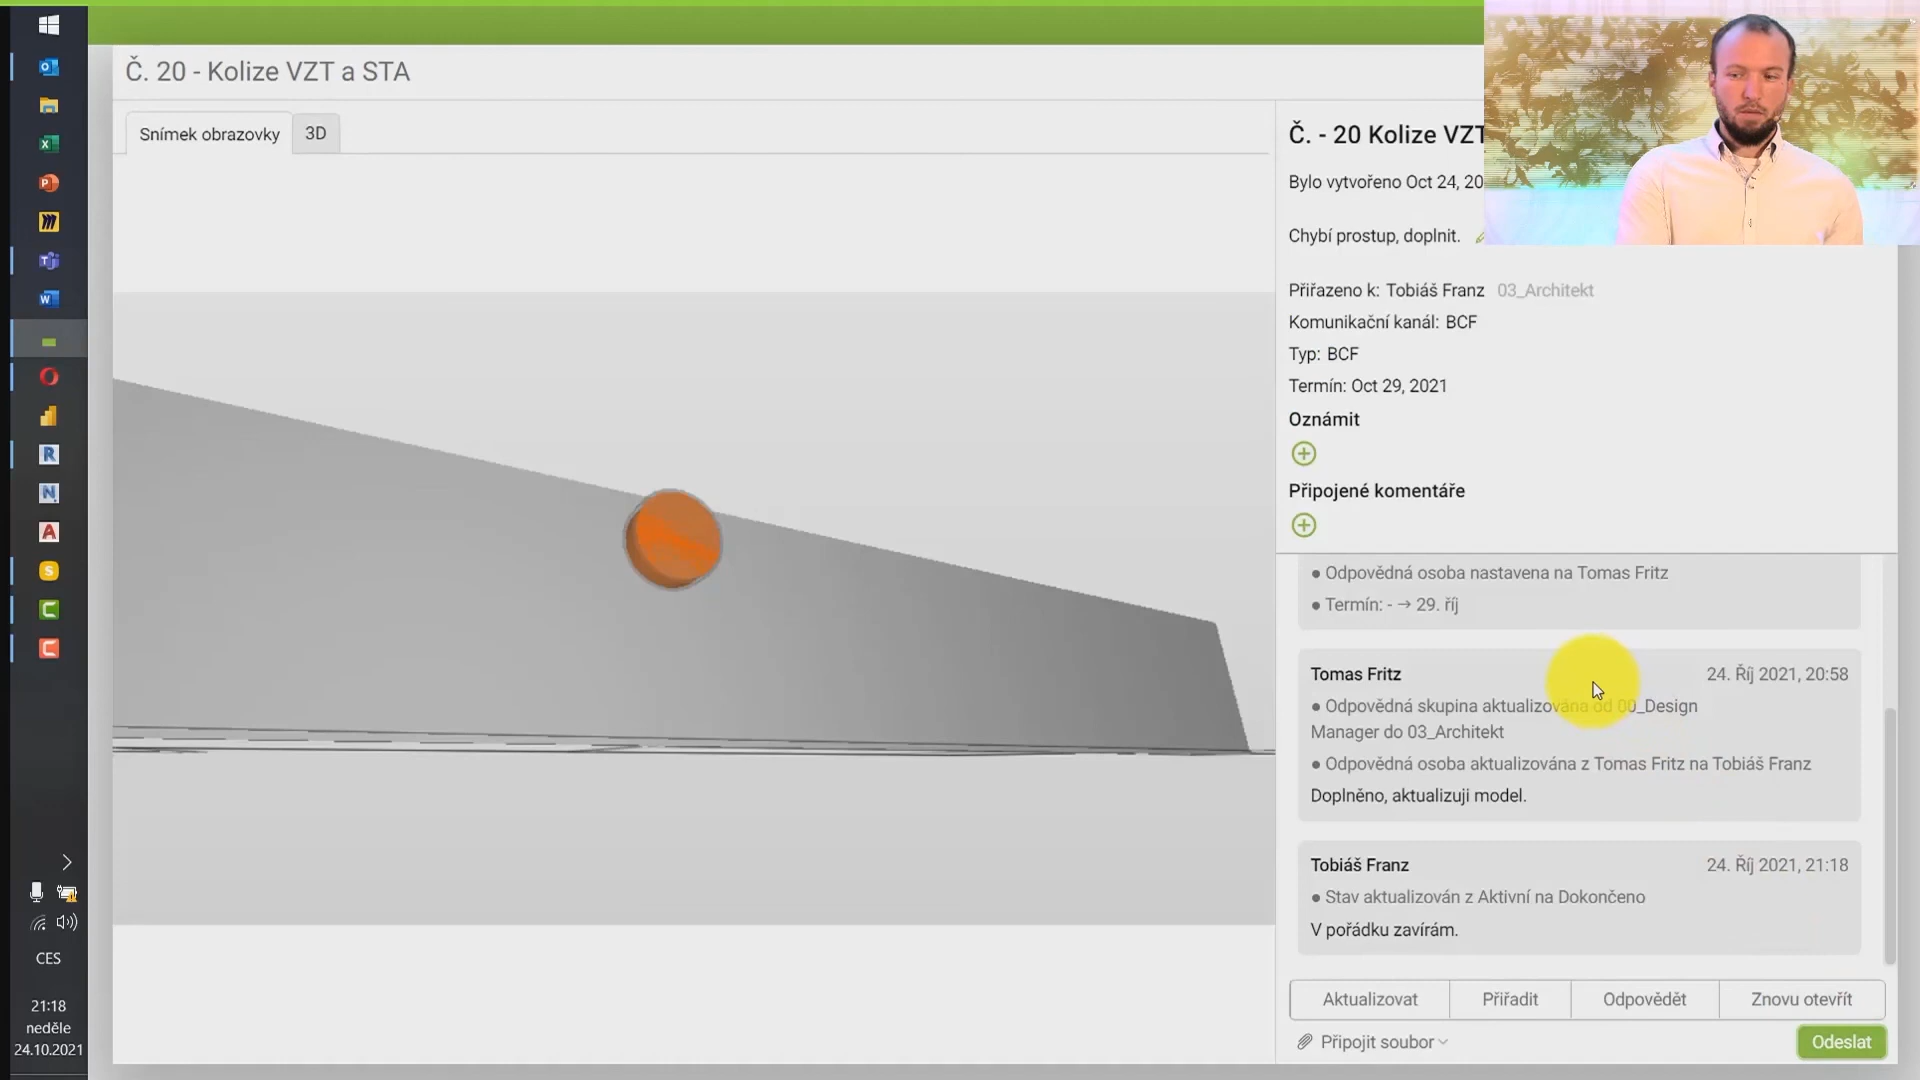 Č. 20 - Kolize VZT a STA
Snímek obrazovky
3D
Č. - 20 Kolize VZT
Bylo vytvořeno Oct 24, 20
Chybí prostup, doplnit.
Přiřazeno k: Tobiáš Franz 03_Architekt
Komunikační kanál: BCF
Typ: BCF
Termín: Oct 29, 2021
Oznámit
Připojené komentáře
● Odpovědná osoba nastavena na Tomas Fritz
● Termín: - → 29. říj
Tomas Fritz 24. Říj 2021, 20:58
● Odpovědná skupina aktualizována od 00_Design
Manager do 03_Architekt
● Odpovědná osoba aktualizována z Tomas Fritz na Tobiáš Franz
Doplněno, aktualizuji model.
Tobiáš Franz 24. Říj 2021, 21:18
● Stav aktualizován z Aktivní na Dokončeno
V pořádku zavírám.
Aktualizovat Přiřadit Odpovědět Znovu otevřít
Připojit soubor
Odeslat
CES
21:18
neděle
24.10.2021